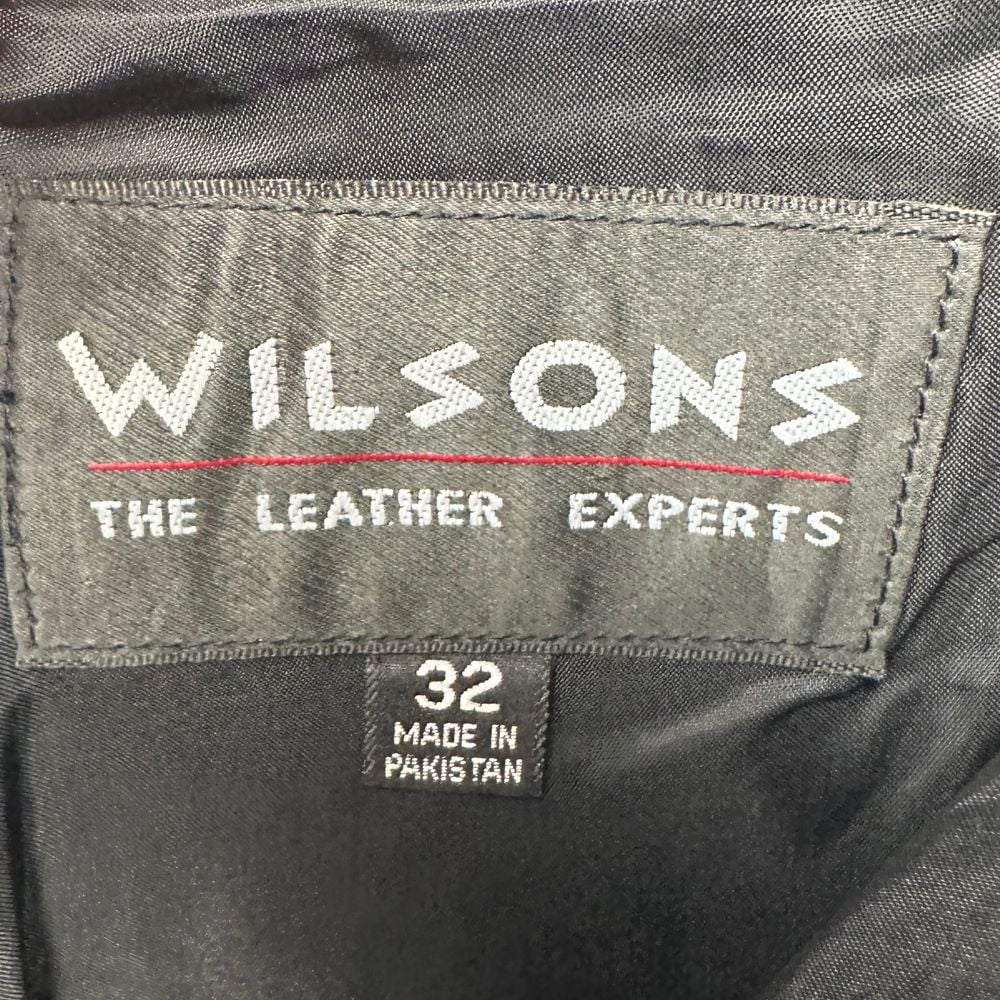 WILSONS
THE LEATHER EXPERTS
32
MADE IN
PAKISTAN